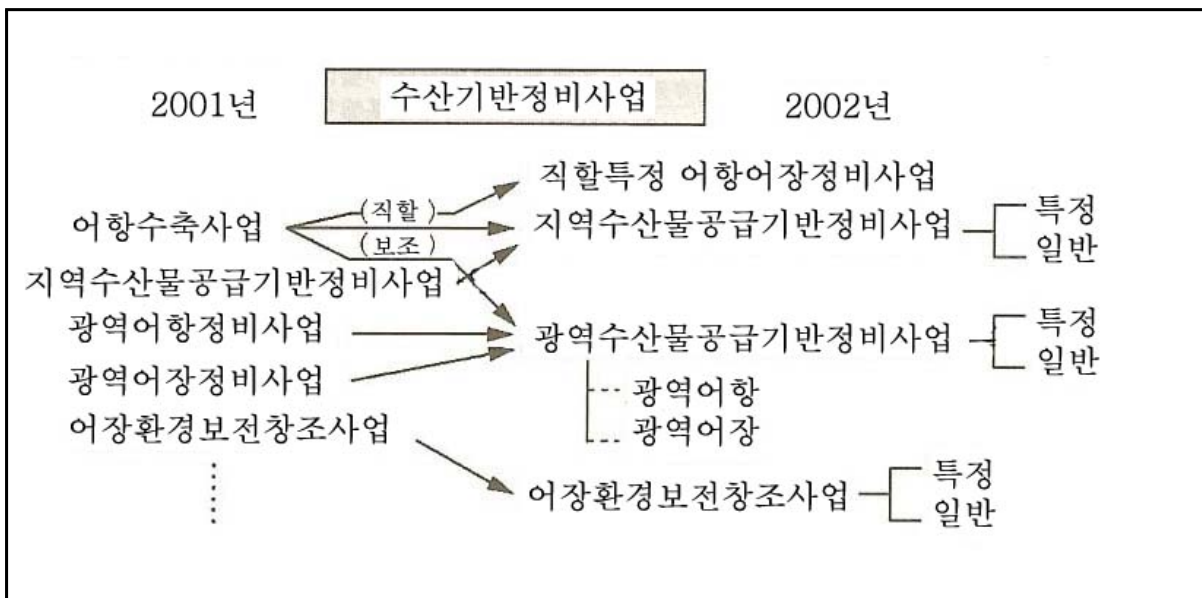 2001년
수산기반정비사업
2002년
직할특정 어항어장정비사업
(직할)
어항수축사업
지역수산물공급기반정비사업
특정
일반
(보조)
지역수산물공급기반정비사업
광역어항정비사업
광역수산물공급기반정비사업
특정
일반
광역어장정비사업
광역어항
어장환경보전창조사업
광역어장
어장환경보전창조사업
특정
일반